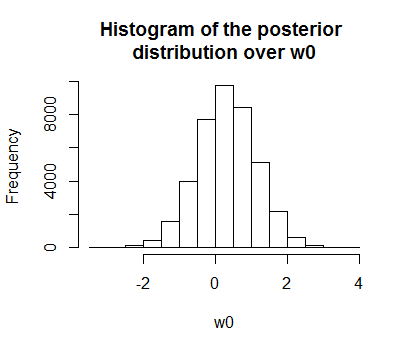 Histogram of the posterior
distribution over w0
Frequency
8000
4000
0
-2 0 2 4
w0